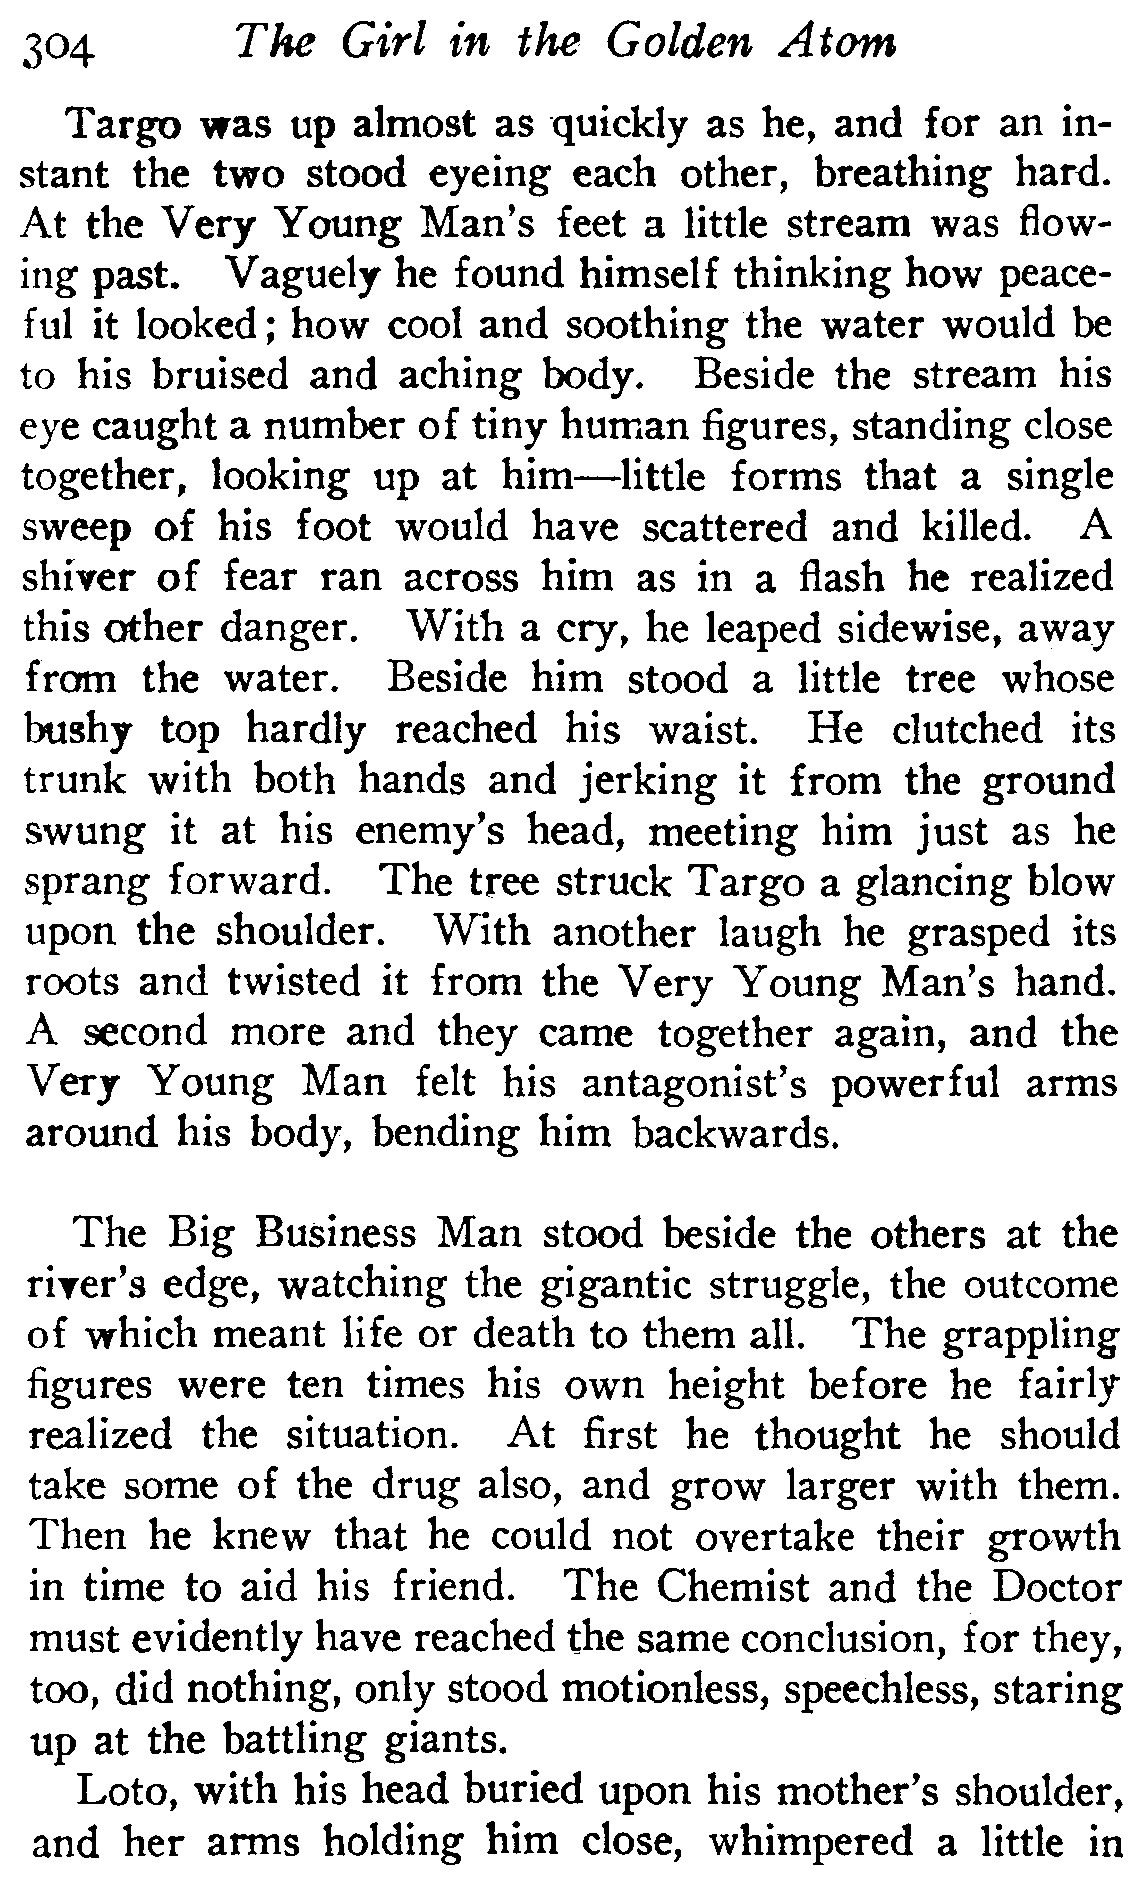 304 The Girl in the Golden Atom
Targo was up almost as quickly as he, and for an in-
stant the two stood eyeing each other, breathing hard.
At the Very Young Man's feet a little stream was flow-
ing past. Vaguely he found himself thinking how peace-
ful it looked; how cool and soothing the water would be
to his bruised and aching body. Beside the stream his
eye caught a number of tiny human figures, standing close
together, looking up at him—little forms that a single
sweep of his foot would have scattered and killed. A
shiver of fear ran across him as in a flash he realized
this other danger. With a cry, he leaped sidewise, away
from the water. Beside him stood a little tree whose
bushy top hardly reached his waist. He clutched its
trunk with both hands and jerking it from the ground
swung it at his enemy's head, meeting him just as he
sprang forward. The tree struck Targo a glancing blow
upon the shoulder. With another laugh he grasped its
roots and twisted it from the Very Young Man's hand.
A second more and they came together again, and the
Very Young Man felt his antagonist's powerful arms
around his body, bending him backwards.
The Big Business Man stood beside the others at the
river's edge, watching the gigantic struggle, the outcome
of which meant life or death to them all. The grappling
figures were ten times his own height before he fairly
realized the situation. At first he thought he should
take some of the drug also, and grow larger with them.
Then he knew that he could not overtake their growth
in time to aid his friend. The Chemist and the Doctor
must evidently have reached the same conclusion, for they,
too, did nothing, only stood motionless, speechless, staring
up at the battling giants.
Loto, with his head buried upon his mother's shoulder,
and her arms holding him close, whimpered a little in